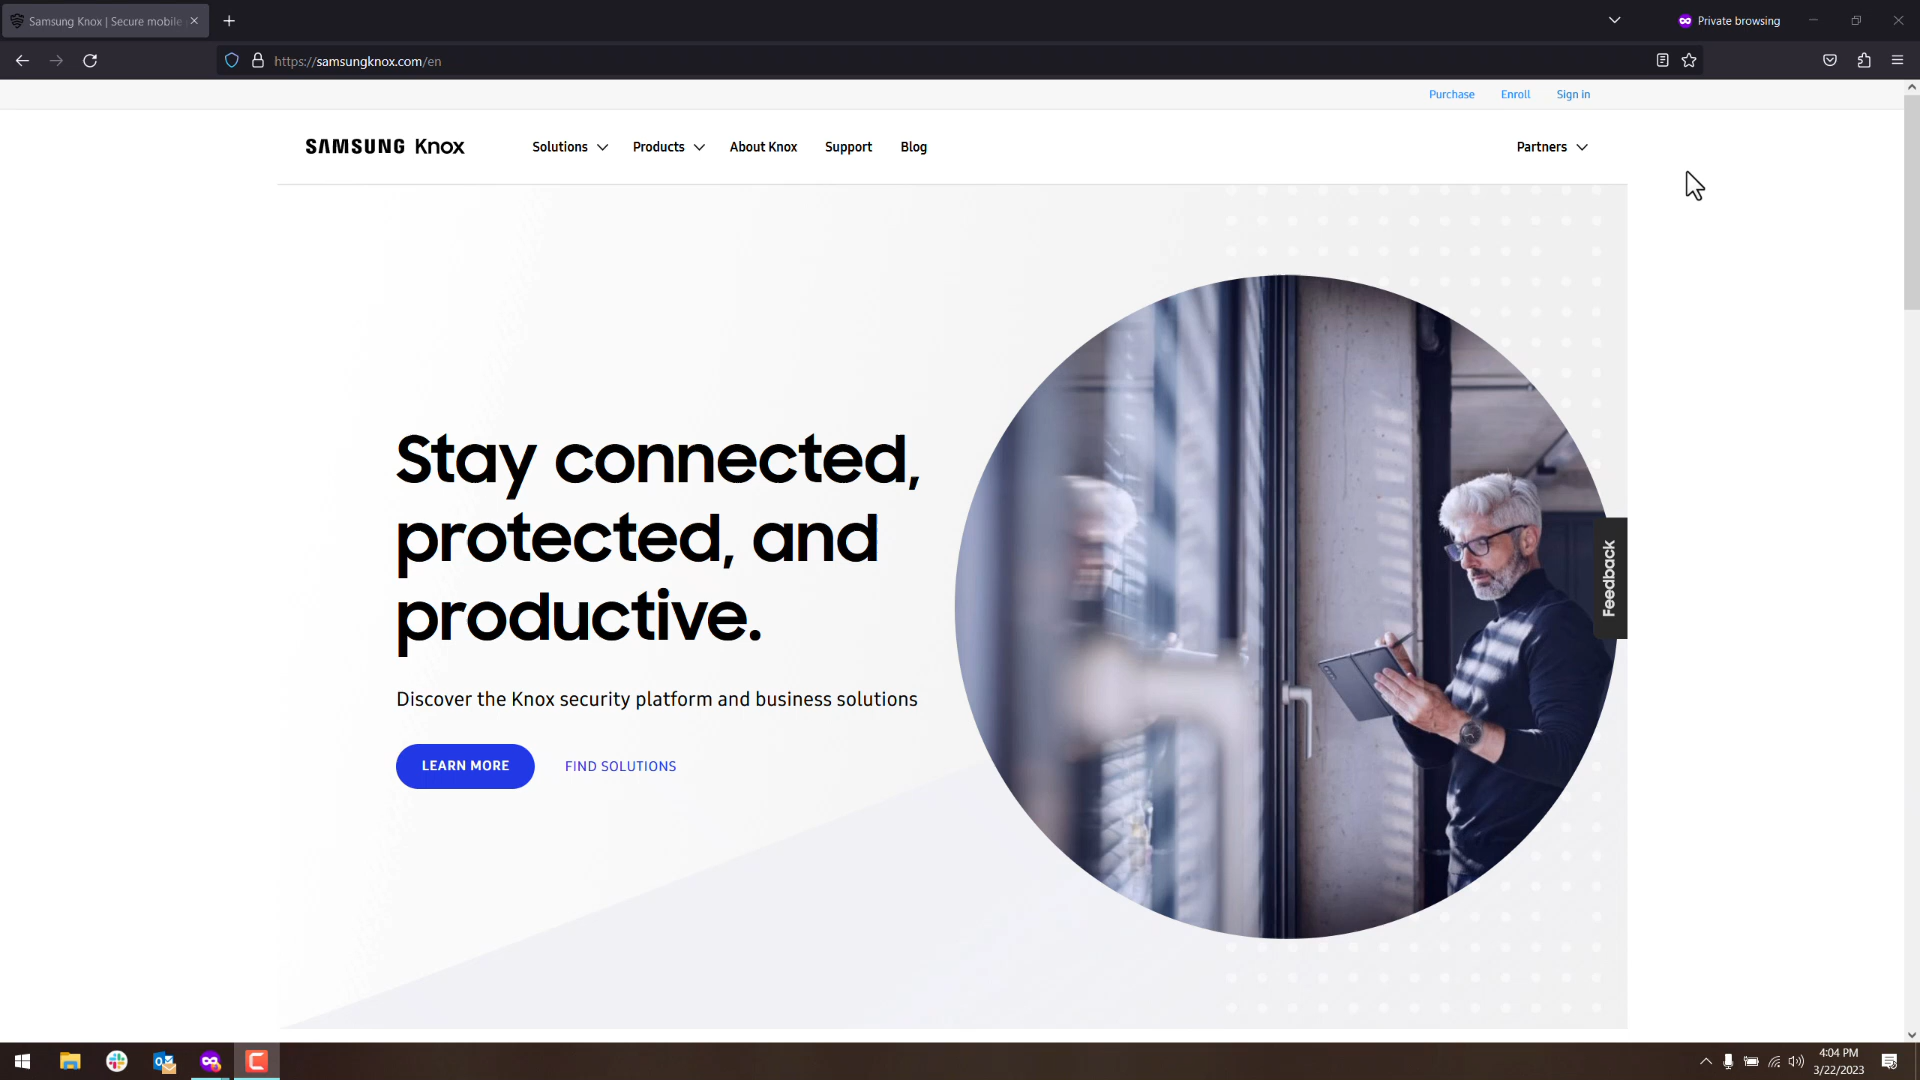 Samsung Knox | Secure mobile
Private browsing
https://samsungknox.com/en
Purchase Enroll Sign in
SAMSUNG Knox Solutions Products About Knox Support Blog Partners
Stay connected,
protected, and
productive.
Discover the Knox security platform and business solutions
LEARN MORE FIND SOLUTIONS
Feedback
4:04 PM
3/22/2023